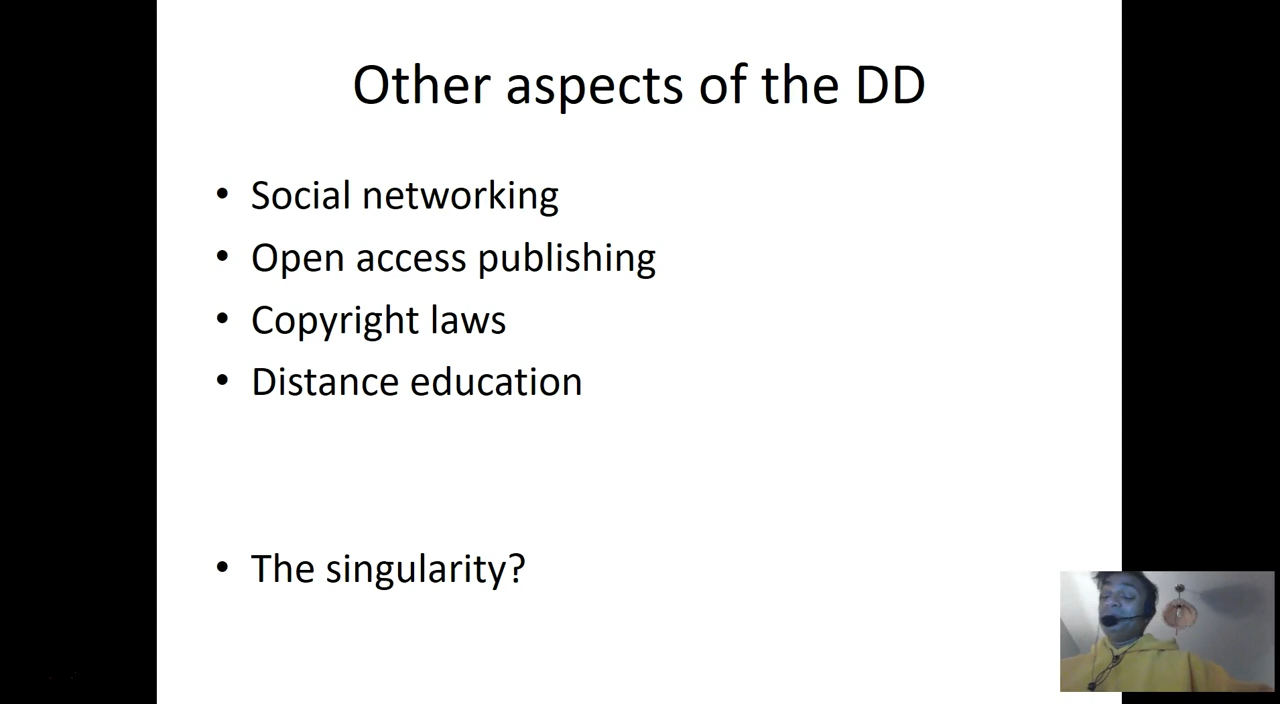 Other aspects of the DD
• Social networking
• Open access publishing
• Copyright laws
• Distance education
• The singularity?